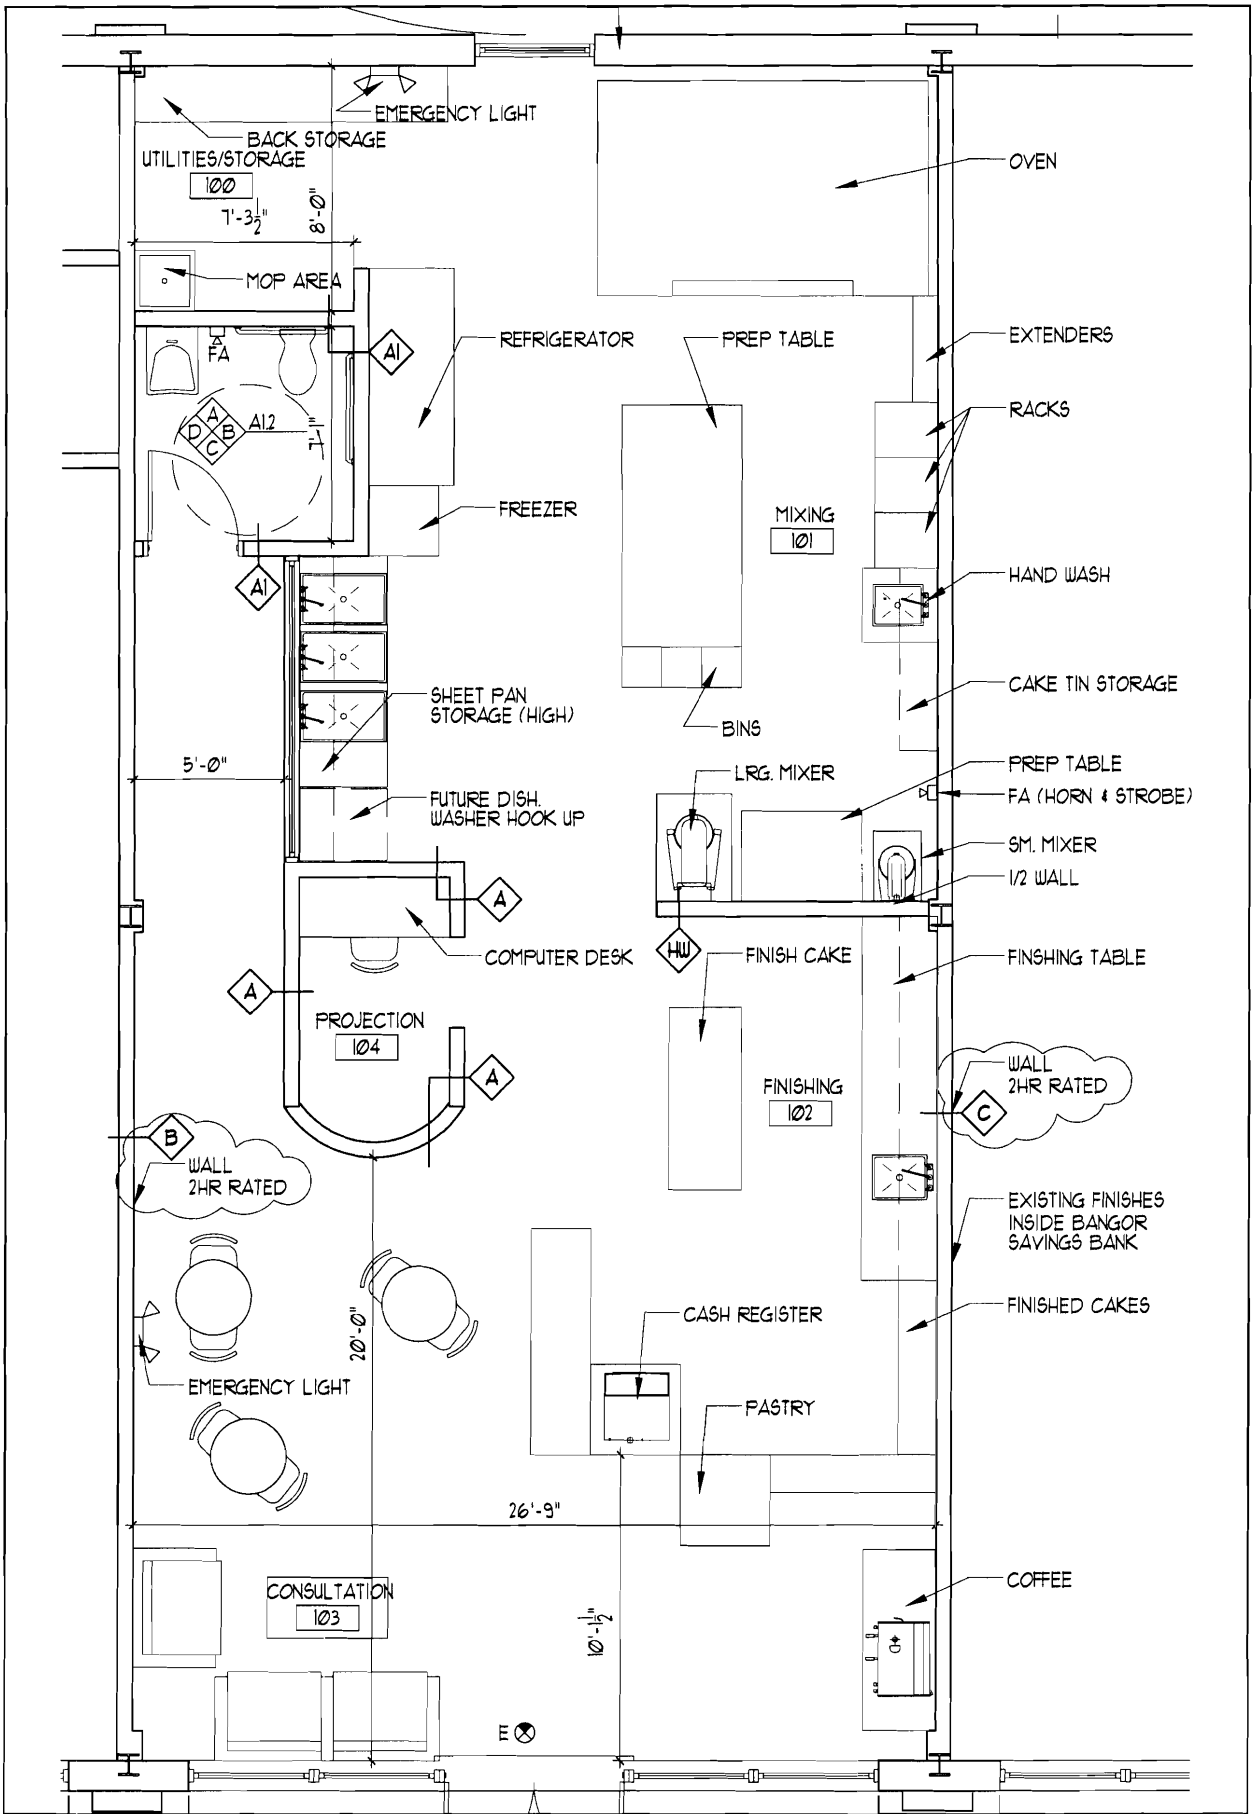 EMERGENCY LIGHT
BACK STORAGE
UTILITIES/STORAGE
100
7'-3 1/2"
8'-0"
OVEN
MOP AREA
FA
A1
REFRIGERATOR
PREP TABLE
EXTENDERS
RACKS
A
D B
C
A1.2
7'-1"
FREEZER
MIXING
101
A1
HAND WASH
SHEET PAN
STORAGE (HIGH)
CAKE TIN STORAGE
BINS
5'-0"
LRG. MIXER
PREP TABLE
FA (HORN & STROBE)
FUTURE DISH.
WASHER HOOK UP
SM. MIXER
1/2 WALL
A
HW
COMPUTER DESK
FINISH CAKE
FINSHING TABLE
A
PROJECTION
104
A
FINISHING
102
WALL
2HR RATED
C
B
WALL
2HR RATED
EXISTING FINISHES
INSIDE BANGOR
SAVINGS BANK
20'-0"
CASH REGISTER
FINISHED CAKES
EMERGENCY LIGHT
PASTRY
26'-9"
CONSULTATION
103
10'-1 1/2"
COFFEE
E